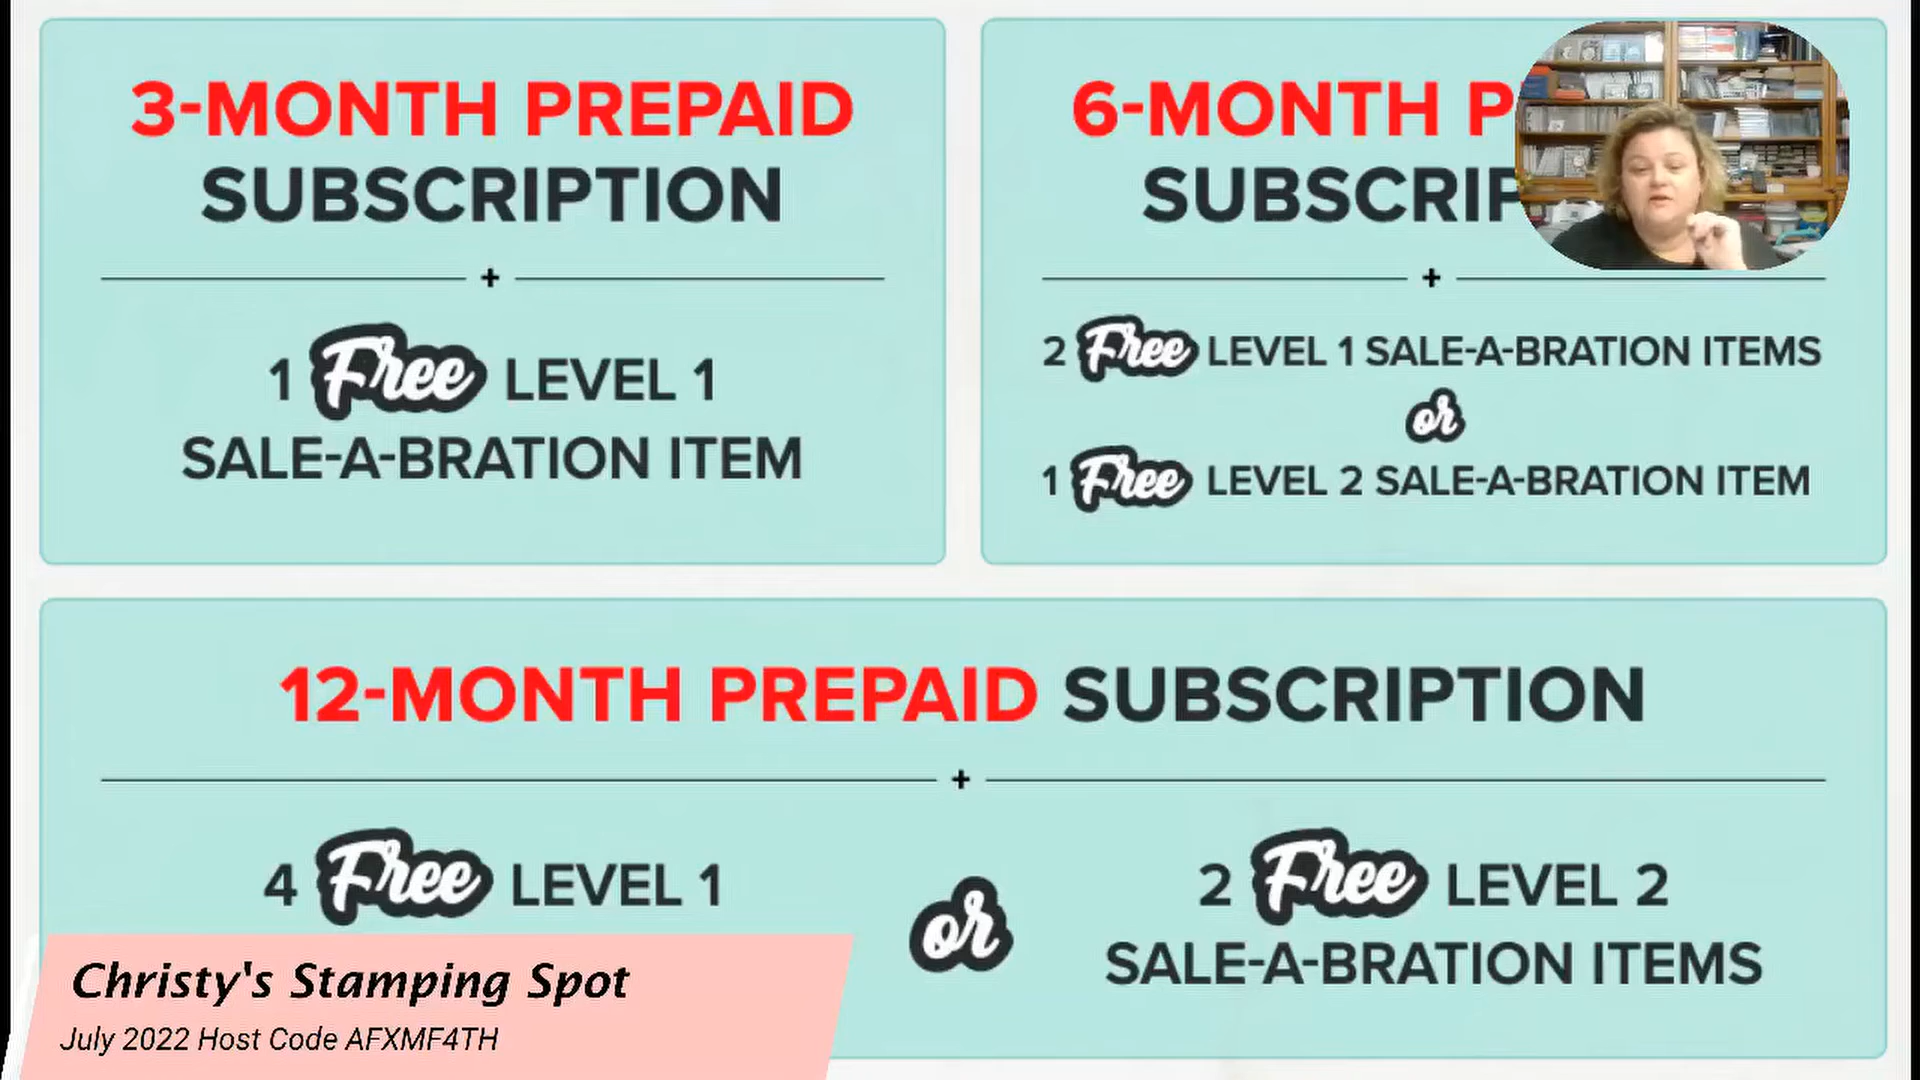 3-MONTH PREPAID
SUBSCRIPTION
+
1 Free LEVEL 1
SALE-A-BRATION ITEM
6-MONTH P
SUBSCRIP
+
2 Free LEVEL 1 SALE-A-BRATION ITEMS
or
1 Free LEVEL 2 SALE-A-BRATION ITEM
12-MONTH PREPAID SUBSCRIPTION
+
4 Free LEVEL 1
or
2 Free LEVEL 2
SALE-A-BRATION ITEMS
Christy's Stamping Spot
July 2022 Host Code AFXMF4TH